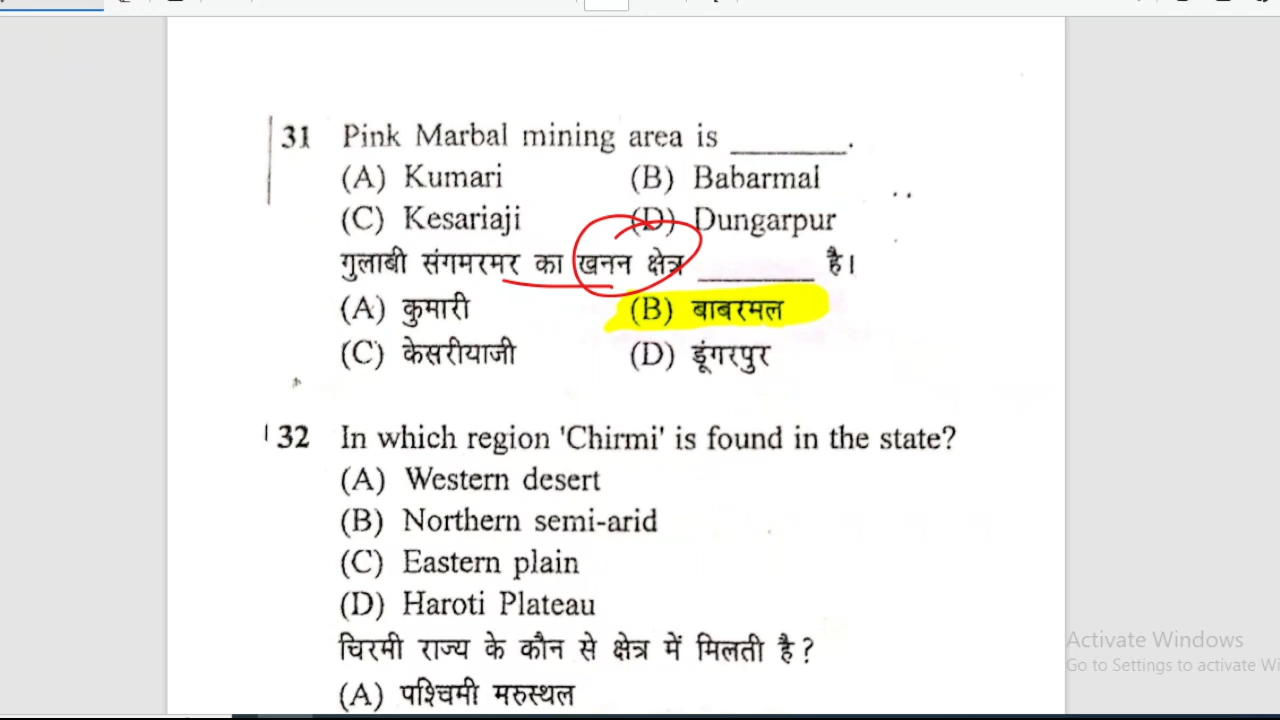 31 Pink Marbal mining area is ________.
(A) Kumari (B) Babarmal
(C) Kesariaji (D) Dungarpur
गुलाबी संगमरमर का खनन क्षेत्र ________ है।
(A) कुमारी (B) बाबरमल
(C) केसरीयाजी (D) डूंगरपुर
32 In which region 'Chirmi' is found in the state?
(A) Western desert
(B) Northern semi-arid
(C) Eastern plain
(D) Haroti Plateau
चिरमी राज्य के कौन से क्षेत्र में मिलती है?
(A) पश्चिमी मरुस्थल
Activate Windows
Go to Settings to activate Wi